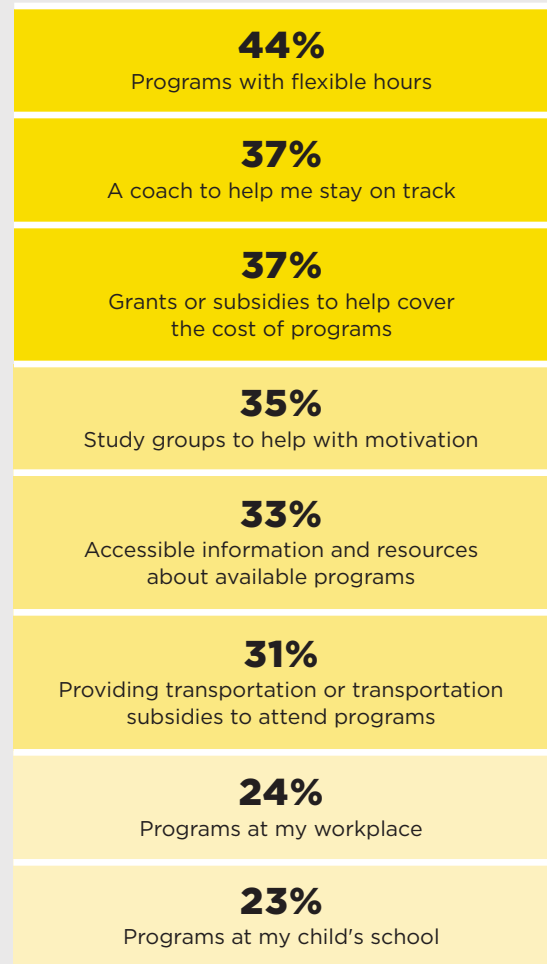 44%
Programs with flexible hours
37%
A coach to help me stay on track
37%
Grants or subsidies to help cover
the cost of programs
35%
Study groups to help with motivation
33%
Accessible information and resources
about available programs
31%
Providing transportation or transportation
subsidies to attend programs
24%
Programs at my workplace
23%
Programs at my child's school